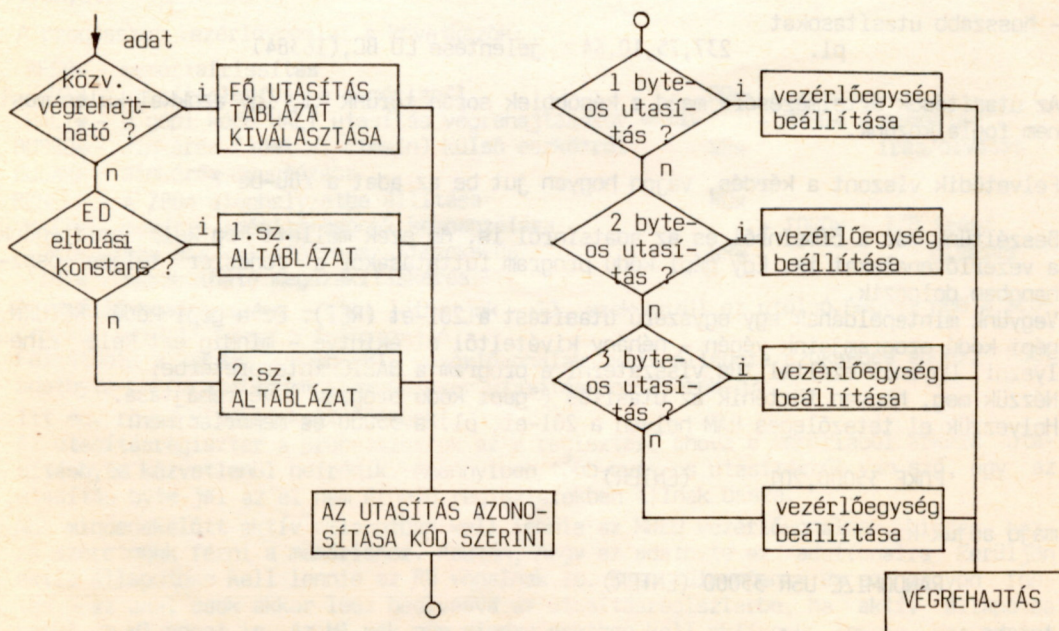 adat
közv.
végrehajt-
ható ?
i
FŐ UTASÍTÁS
TÁBLÁZAT
KIVÁLASZTÁSA
n
ED
eltolási
konstans ?
i
1.sz.
ALTÁBLÁZAT
n
2.sz.
ALTÁBLÁZAT
AZ UTASÍTÁS AZONO-
SÍTÁSA KÓD SZERINT
1 byte-
os utasí-
tás ?
i
vezérlőegység
beállítása
n
2 byte-
os utasí-
tás ?
i
vezérlőegység
beállítása
n
3 byte-
os utasí-
tás ?
i
vezérlőegység
beállítása
n
vezérlőegység
beállítása
VÉGREHAJTÁS